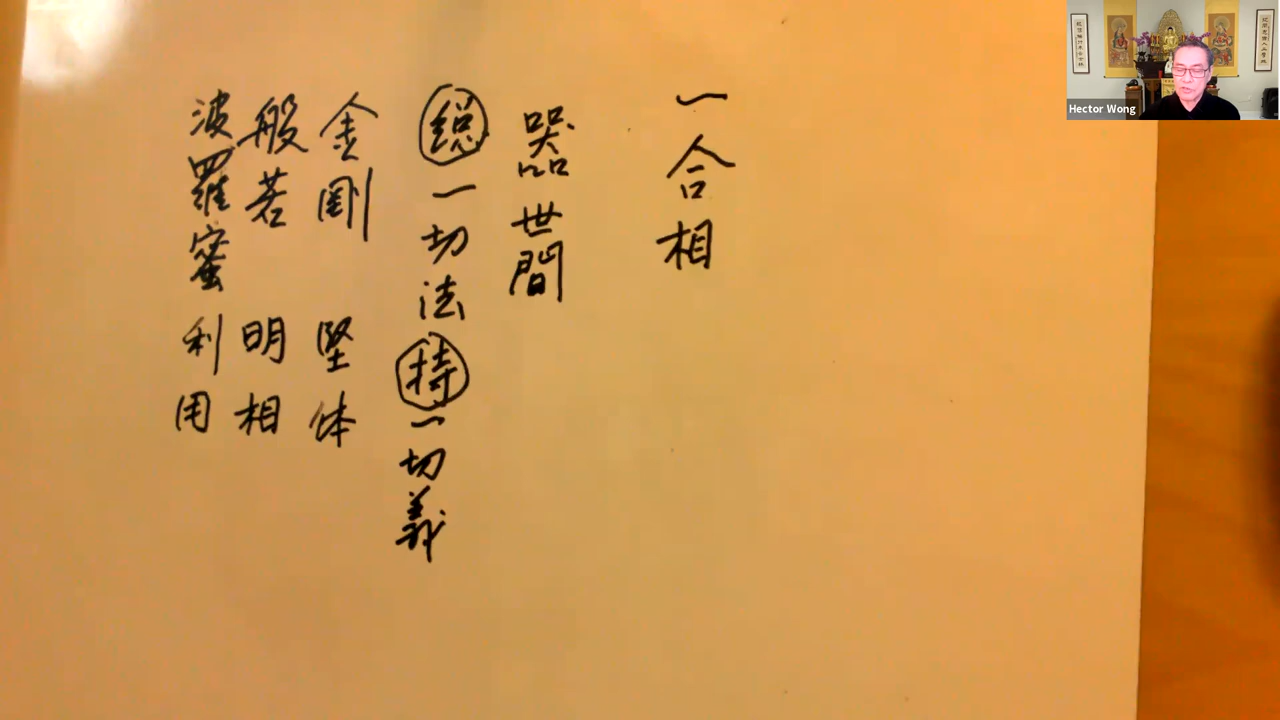 一合相
器世間
總一切法持一切義
金剛 堅体
般若 明相
波羅蜜 利用
Hector Wong